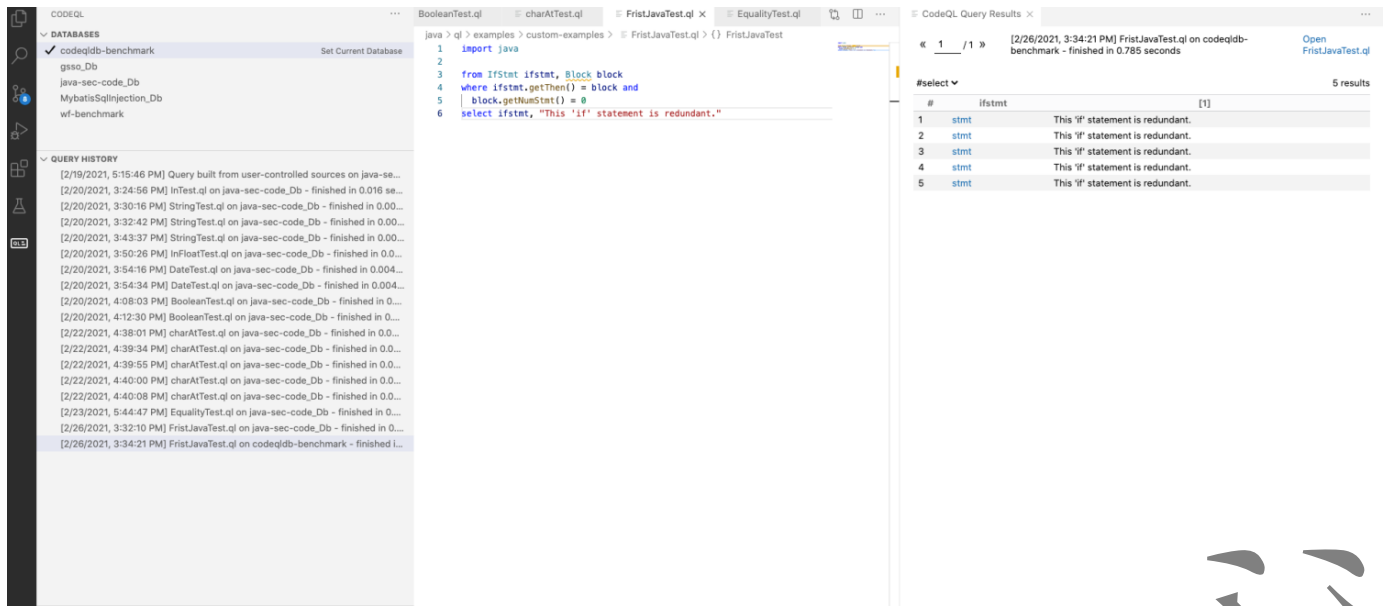 CODEQL
DATABASES
codeqldb-benchmark Set Current Database
gsso_Db
java-sec-code_Db
MybatisSqlInjection_Db
wf-benchmark
QUERY HISTORY
[2/19/2021, 5:15:46 PM] Query built from user-controlled sources on java-se...
[2/20/2021, 3:24:56 PM] InTest.ql on java-sec-code_Db - finished in 0.016 se...
[2/20/2021, 3:30:16 PM] StringTest.ql on java-sec-code_Db - finished in 0.00...
[2/20/2021, 3:32:42 PM] StringTest.ql on java-sec-code_Db - finished in 0.00...
[2/20/2021, 3:43:37 PM] StringTest.ql on java-sec-code_Db - finished in 0.00...
[2/20/2021, 3:50:26 PM] InFloatTest.ql on java-sec-code_Db - finished in 0.0...
[2/20/2021, 3:54:16 PM] DateTest.ql on java-sec-code_Db - finished in 0.004...
[2/20/2021, 3:54:34 PM] DateTest.ql on java-sec-code_Db - finished in 0.004...
[2/20/2021, 4:08:03 PM] BooleanTest.ql on java-sec-code_Db - finished in 0....
[2/20/2021, 4:12:30 PM] BooleanTest.ql on java-sec-code_Db - finished in 0....
[2/22/2021, 4:38:01 PM] charAtTest.ql on java-sec-code_Db - finished in 0.0...
[2/22/2021, 4:39:34 PM] charAtTest.ql on java-sec-code_Db - finished in 0.0...
[2/22/2021, 4:39:55 PM] charAtTest.ql on java-sec-code_Db - finished in 0.0...
[2/22/2021, 4:40:00 PM] charAtTest.ql on java-sec-code_Db - finished in 0.0...
[2/22/2021, 4:40:08 PM] charAtTest.ql on java-sec-code_Db - finished in 0.0...
[2/23/2021, 5:44:47 PM] EqualityTest.ql on java-sec-code_Db - finished in 0....
[2/26/2021, 3:32:10 PM] FristJavaTest.ql on java-sec-code_Db - finished in 0....
[2/26/2021, 3:34:21 PM] FristJavaTest.ql on codeqldb-benchmark - finished i...
BooleanTest.ql charAtTest.ql FristJavaTest.ql EqualityTest.ql
java > ql > examples > custom-examples > FristJavaTest.ql > {} FristJavaTest
1 import java
2
3 from IfStmt ifstmt, Block block
4 where ifstmt.getThen() = block and
5 block.getNumStmt() = 0
6 select ifstmt, "This 'if' statement is redundant."
CodeQL Query Results
« 1 / 1 » [2/26/2021, 3:34:21 PM] FristJavaTest.ql on codeqldb-benchmark - finished in 0.785 seconds Open FristJavaTest.ql
#select 5 results
# ifstmt [1]
1 stmt This 'if' statement is redundant.
2 stmt This 'if' statement is redundant.
3 stmt This 'if' statement is redundant.
4 stmt This 'if' statement is redundant.
5 stmt This 'if' statement is redundant.